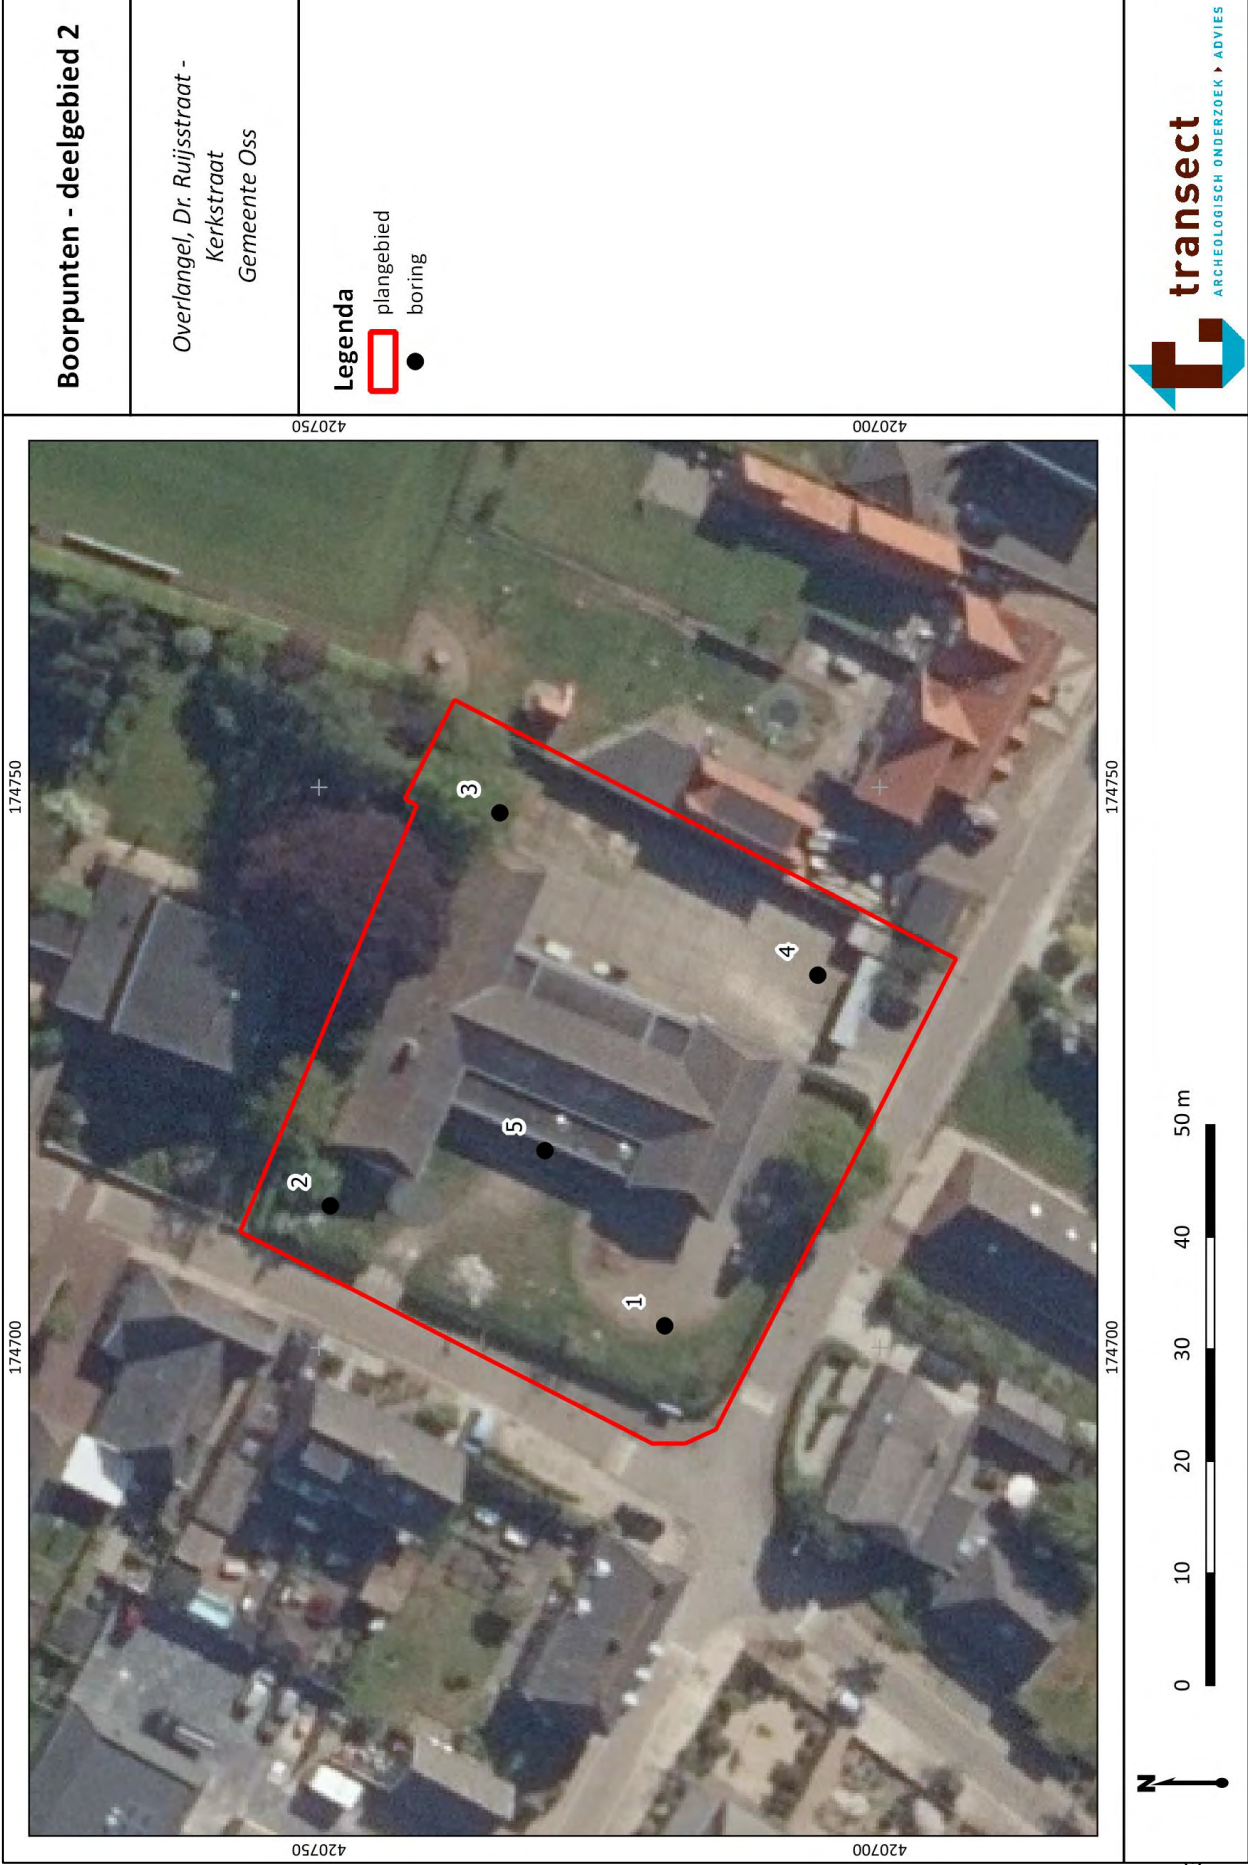 Boorpunten - deelgebied 2
Overlangel, Dr. Ruijsstraat -
Kerkstraat
Gemeente Oss
Legenda
plangebied
boring
174700
174750
420750
420750
2
3
5
1
4
420700
420700
174700
174750
N
0 10 20 30 40 50 m
transect
ARCHEOLOGISCH ONDERZOEK ADVIES